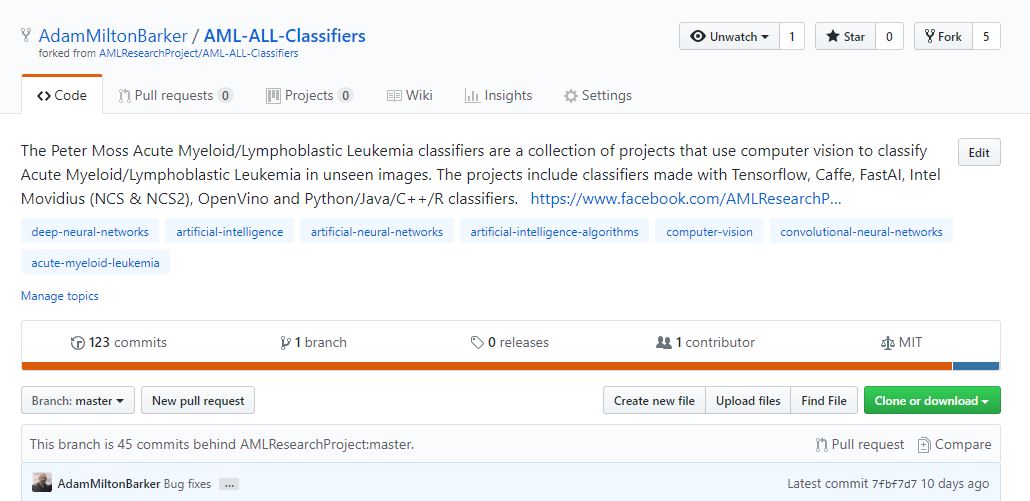 AdamMiltonBarker / AML-ALL-Classifiers
forked from AMLResearchProject/AML-ALL-Classifiers
Unwatch 1 Star 0 Fork 5
Code Pull requests 0 Projects 0 Wiki Insights Settings
The Peter Moss Acute Myeloid/Lymphoblastic Leukemia classifiers are a collection of projects that use computer vision to classify
Acute Myeloid/Lymphoblastic Leukemia in unseen images. The projects include classifiers made with Tensorflow, Caffe, FastAI, Intel
Movidius (NCS & NCS2), OpenVino and Python/Java/C++/R classifiers. https://www.facebook.com/AMLResearchP...
Edit
deep-neural-networks artificial-intelligence artificial-neural-networks artificial-intelligence-algorithms computer-vision convolutional-neural-networks
acute-myeloid-leukemia
Manage topics
123 commits 1 branch 0 releases 1 contributor MIT
Branch: master New pull request Create new file Upload files Find File Clone or download
This branch is 45 commits behind AMLResearchProject:master. Pull request Compare
AdamMiltonBarker Bug fixes ... Latest commit 7fbf7d7 10 days ago